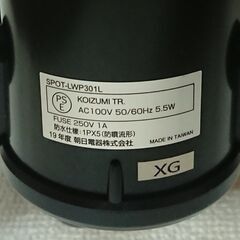 SPOT-LWP301L
PS
E
KOIZUMI TR.
AC100V 50/60Hz 5.5W
FUSE 250V 1A
防水仕様:1PX5(防噴流形)
19年度 朝日電器株式会社
MADE IN TAIWAN
XG